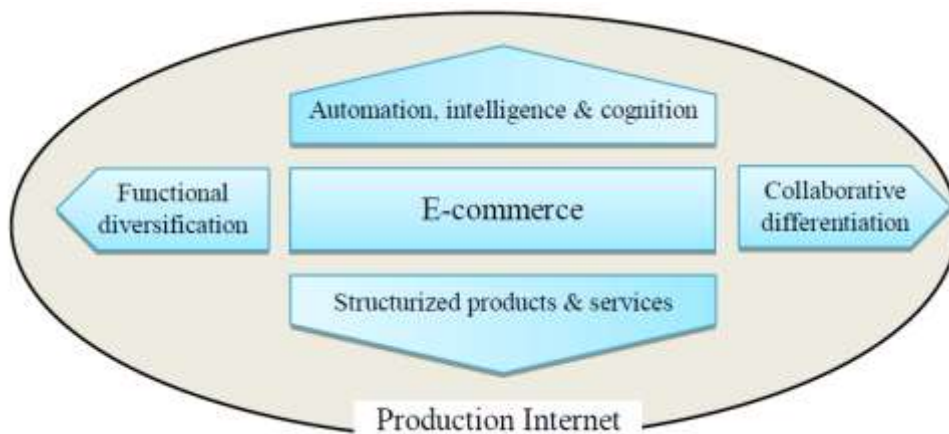 Automation, intelligence & cognition
Functional
diversification
E-commerce
Collaborative
differentiation
Structurized products & services
Production Internet